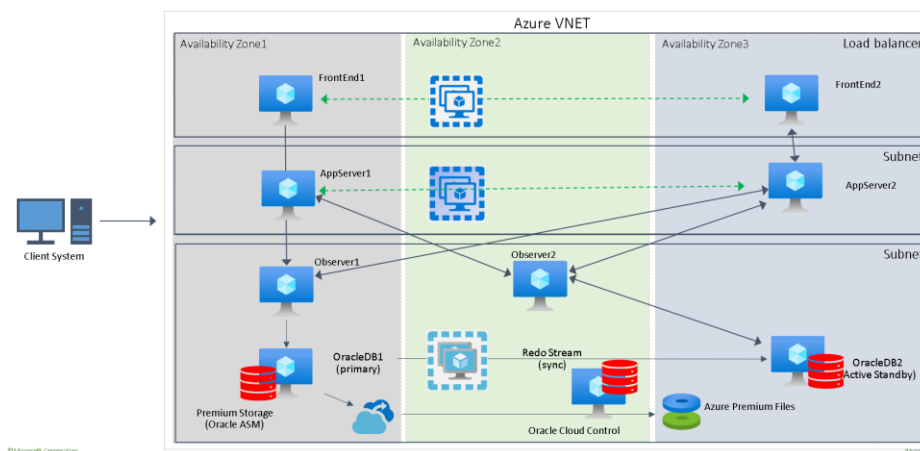 Azure VNET
Availability Zone1
Availability Zone2
Availability Zone3
Load balancer
FrontEnd1
FrontEnd2
Subnet
AppServer1
AppServer2
Client System
Subnet
Observer1
Observer2
OracleDB1
(primary)
Redo Stream
(sync)
OracleDB2
(Active Standby)
Premium Storage
(Oracle ASM)
Oracle Cloud Control
Azure Premium Files